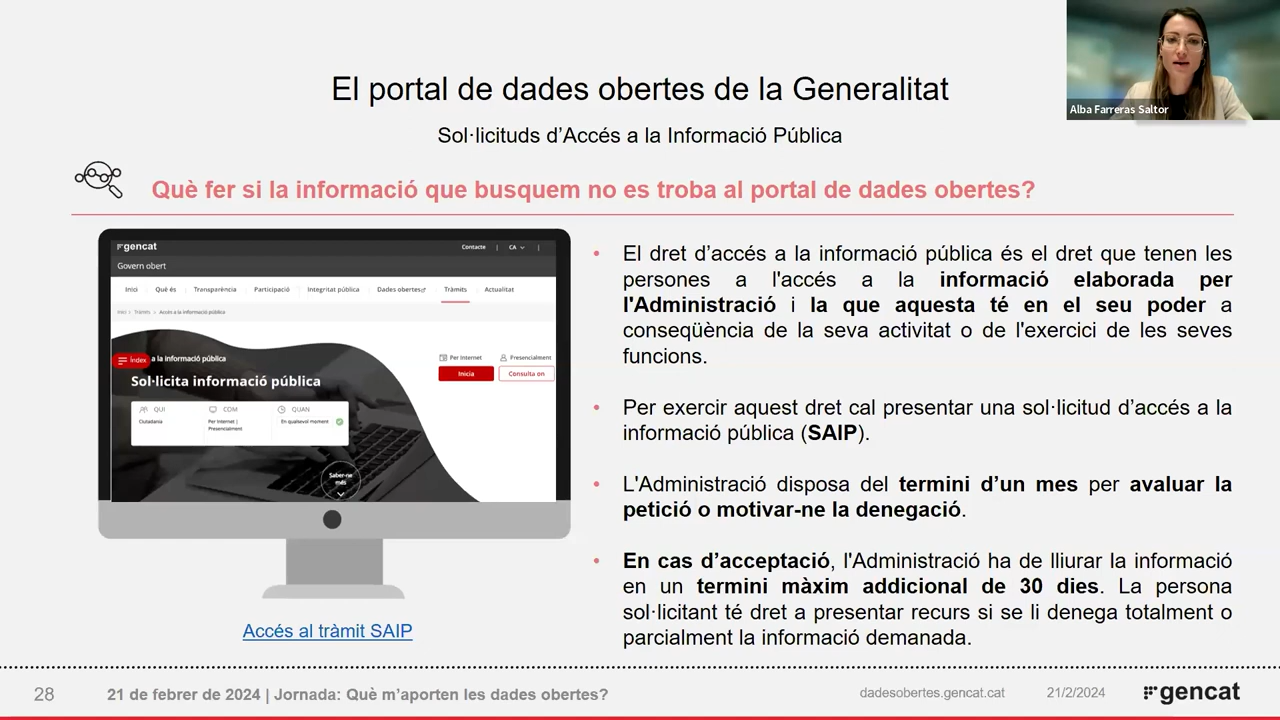 El portal de dades obertes de la Generalitat
Alba Farreras Saltor
Sol·licituds d’Accés a la Informació Pública
Què fer si la informació que busquem no es troba al portal de dades obertes?
gencat
Contacte | CA |
Govern obert
Inici Què és Transparència Participació Integritat pública Dades obertes Tràmits Actualitat
Inici > Tràmits > Accés a la informació pública
Índex a la informació pública
Per Internet Presencialment
Sol·licita informació pública
Inicia Consulta on
QUI COM QUAN
Ciutadania Per Internet | En qualsevol moment
Presencialment
Saber-ne
més
Accés al tràmit SAIP
• El dret d’accés a la informació pública és el dret que tenen les
persones a l'accés a la informació elaborada per
l'Administració i la que aquesta té en el seu poder a
conseqüència de la seva activitat o de l'exercici de les seves
funcions.
• Per exercir aquest dret cal presentar una sol·licitud d’accés a la
informació pública (SAIP).
• L'Administració disposa del termini d’un mes per avaluar la
petició o motivar-ne la denegació.
• En cas d’acceptació, l'Administració ha de lliurar la informació
en un termini màxim addicional de 30 dies. La persona
sol·licitant té dret a presentar recurs si se li denega totalment o
parcialment la informació demanada.
28 21 de febrer de 2024 | Jornada: Què m’aporten les dades obertes? dadesobertes.gencat.cat 21/2/2024 gencat